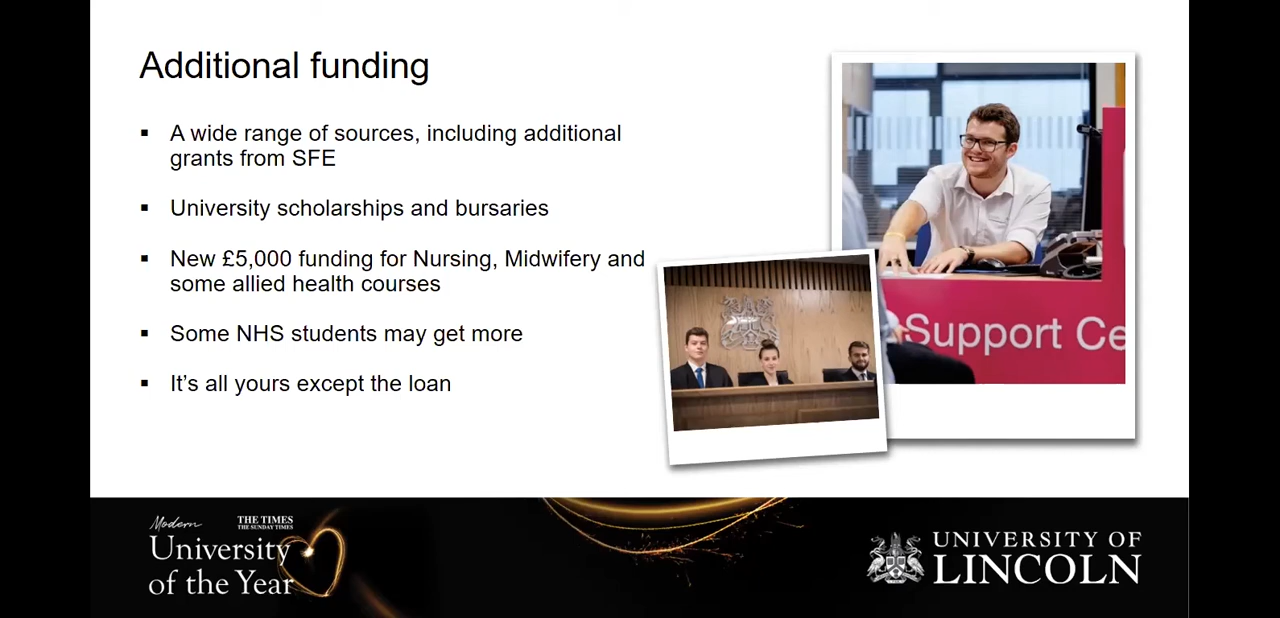 Additional funding
▪ A wide range of sources, including additional
grants from SFE
▪ University scholarships and bursaries
▪ New £5,000 funding for Nursing, Midwifery and
some allied health courses
▪ Some NHS students may get more
▪ It’s all yours except the loan
Support Ce
Modern
THE TIMES
THE SUNDAY TIMES
University
of the Year
UNIVERSITY OF
LINCOLN